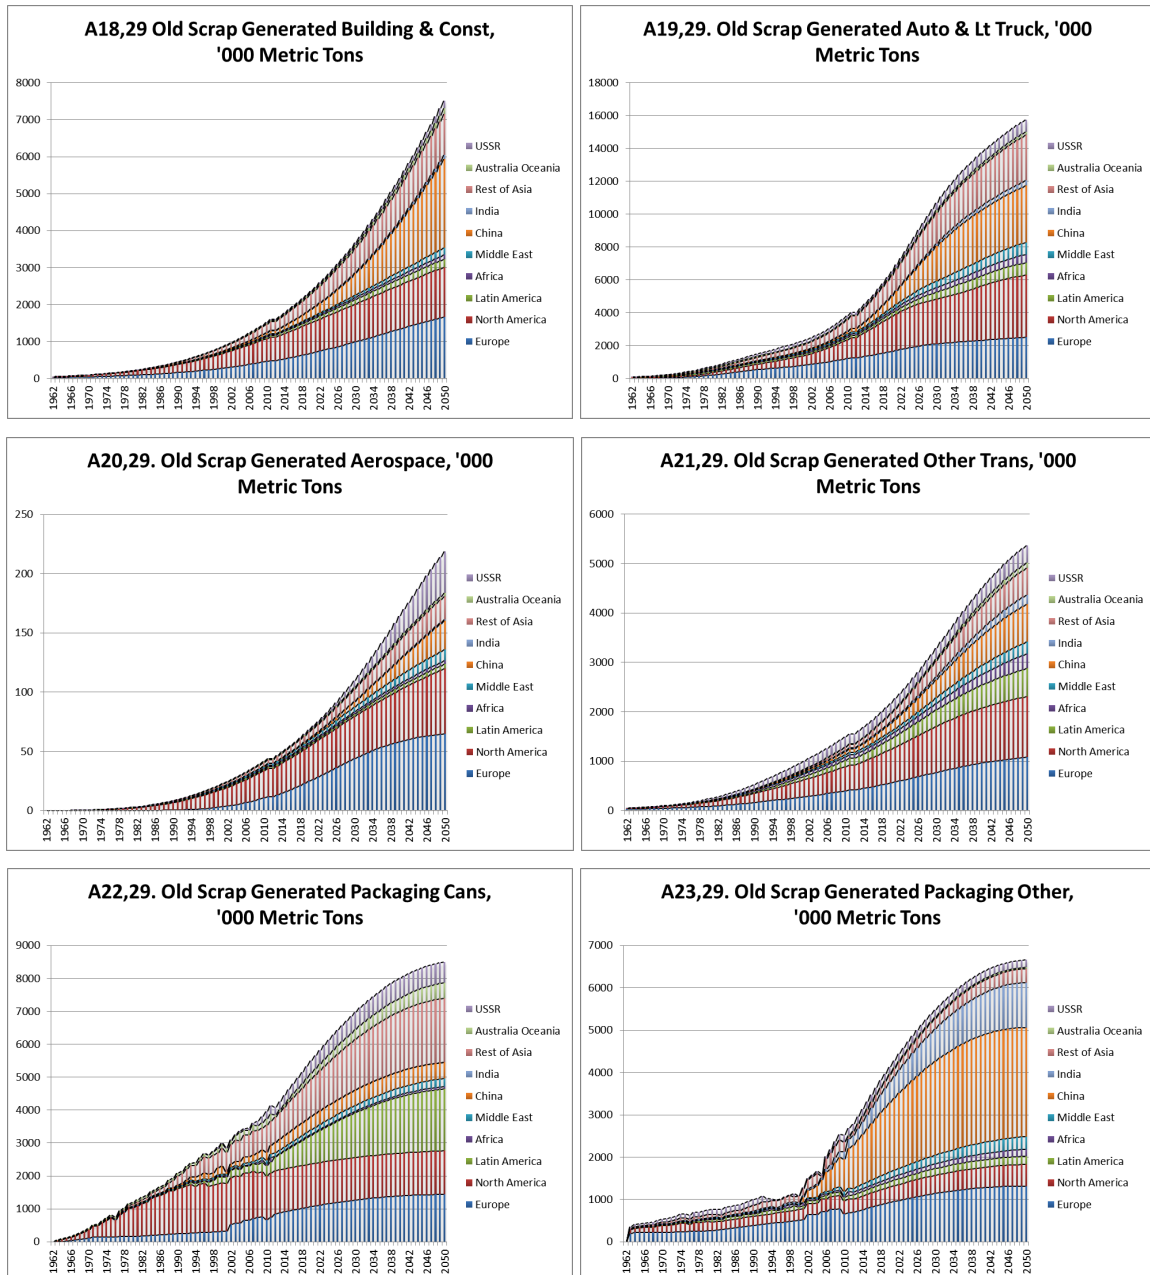 A18,29 Old Scrap Generated Building & Const,
'000 Metric Tons
8000
7000
6000
5000
4000
3000
2000
1000
0
1962 1966 1970 1974 1978 1982 1986 1990 1994 1998 2002 2006 2010 2014 2018 2022 2026 2030 2034 2038 2042 2046 2050
USSR
Australia Oceania
Rest of Asia
India
China
Middle East
Africa
Latin America
North America
Europe
A19,29. Old Scrap Generated Auto & Lt Truck, '000
Metric Tons
18000
16000
14000
12000
10000
8000
6000
4000
2000
0
1962 1966 1970 1974 1978 1982 1986 1990 1994 1998 2002 2006 2010 2014 2018 2022 2026 2030 2034 2038 2042 2046 2050
USSR
Australia Oceania
Rest of Asia
India
China
Middle East
Africa
Latin America
North America
Europe
A20,29. Old Scrap Generated Aerospace, '000
Metric Tons
250
200
150
100
50
0
1962 1966 1970 1974 1978 1982 1986 1990 1994 1998 2002 2006 2010 2014 2018 2022 2026 2030 2034 2038 2042 2046 2050
USSR
Australia Oceania
Rest of Asia
India
China
Middle East
Africa
Latin America
North America
Europe
A21,29. Old Scrap Generated Other Trans, '000
Metric Tons
6000
5000
4000
3000
2000
1000
0
1962 1966 1970 1974 1978 1982 1986 1990 1994 1998 2002 2006 2010 2014 2018 2022 2026 2030 2034 2038 2042 2046 2050
USSR
Australia Oceania
Rest of Asia
India
China
Middle East
Africa
Latin America
North America
Europe
A22,29. Old Scrap Generated Packaging Cans,
'000 Metric Tons
9000
8000
7000
6000
5000
4000
3000
2000
1000
0
1962 1966 1970 1974 1978 1982 1986 1990 1994 1998 2002 2006 2010 2014 2018 2022 2026 2030 2034 2038 2042 2046 2050
USSR
Australia Oceania
Rest of Asia
India
China
Middle East
Africa
Latin America
North America
Europe
A23,29. Old Scrap Generated Packaging Other,
'000 Metric Tons
7000
6000
5000
4000
3000
2000
1000
0
1962 1966 1970 1974 1978 1982 1986 1990 1994 1998 2002 2006 2010 2014 2018 2022 2026 2030 2034 2038 2042 2046 2050
USSR
Australia Oceania
Rest of Asia
India
China
Middle East
Africa
Latin America
North America
Europe